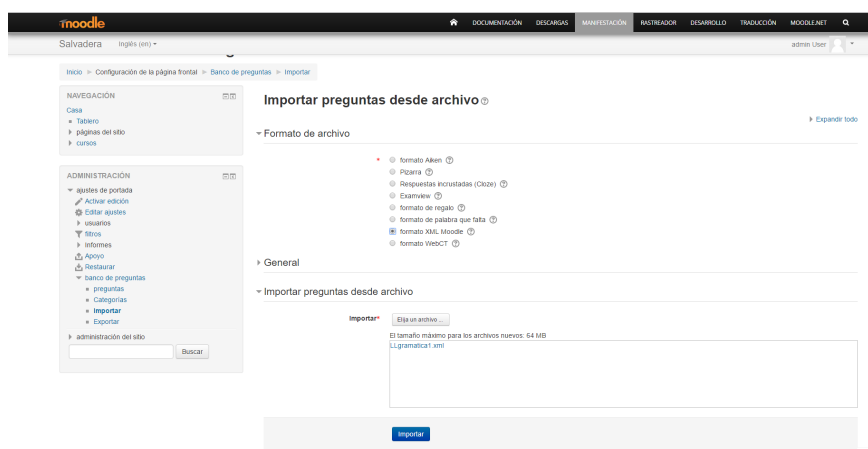 moodle
DOCUMENTACIÓN DESCARGAS MANIFESTACIÓN RASTREADOR DESARROLLO TRADUCCIÓN MOODLE.NET
Salvadera Inglés (en)
admin User
Inicio Configuración de la página frontal Banco de preguntas Importar
NAVEGACIÓN
Casa
Tablero
páginas del sitio
cursos
ADMINISTRACIÓN
ajustes de portada
Activar edición
Editar ajustes
usuarios
filtros
Informes
Apoyo
Restaurar
banco de preguntas
preguntas
Categorías
Importar
Exportar
administración del sitio
Buscar
Importar preguntas desde archivo
Expandir todo
Formato de archivo
* formato Aiken
Pizarra
Respuestas incrustadas (Cloze)
Examview
formato de regalo
formato de palabra que falta
formato XML Moodle
formato WebCT
General
Importar preguntas desde archivo
Importar* Elija un archivo ...
El tamaño máximo para los archivos nuevos: 64 MB
LLgramatica1.xml
Importar